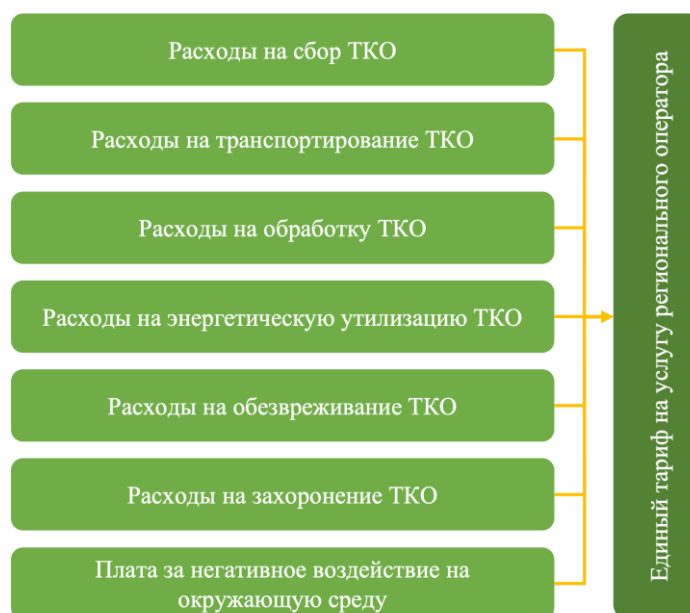 Расходы на сбор ТКО
Расходы на транспортирование ТКО
Расходы на обработку ТКО
Расходы на энергетическую утилизацию ТКО
Расходы на обезвреживание ТКО
Расходы на захоронение ТКО
Плата за негативное воздействие на
окружающую среду
Единый тариф на услугу регионального оператора